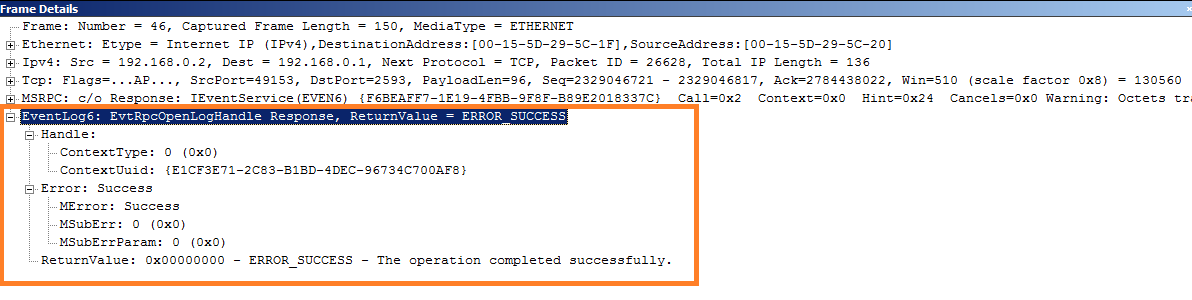 Frame Details
Frame: Number = 46, Captured Frame Length = 150, MediaType = ETHERNET
Ethernet: Etype = Internet IP (IPv4),DestinationAddress:[00-15-5D-29-5C-1F],SourceAddress:[00-15-5D-29-5C-20]
Ipv4: Src = 192.168.0.2, Dest = 192.168.0.1, Next Protocol = TCP, Packet ID = 26628, Total IP Length = 136
Tcp: Flags=...AP..., SrcPort=49153, DstPort=2593, PayloadLen=96, Seq=2329046721 - 2329046817, Ack=2784438022, Win=510 (scale factor 0x8) = 130560
MSRPC: c/o Response: IEventService(EVEN6) {F6BEAFF7-1E19-4FBB-9F8F-B89E2018337C}  Call=0x2  Context=0x0  Hint=0x24  Cancels=0x0 Warning: Octets tra
EventLog6: EvtRpcOpenLogHandle Response, ReturnValue = ERROR_SUCCESS
Handle:
ContextType: 0 (0x0)
ContextUuid: {E1CF3E71-2C83-B1BD-4DEC-96734C700AF8}
Error: Success
MError: Success
MSubErr: 0 (0x0)
MSubErrParam: 0 (0x0)
ReturnValue: 0x00000000 - ERROR_SUCCESS - The operation completed successfully.